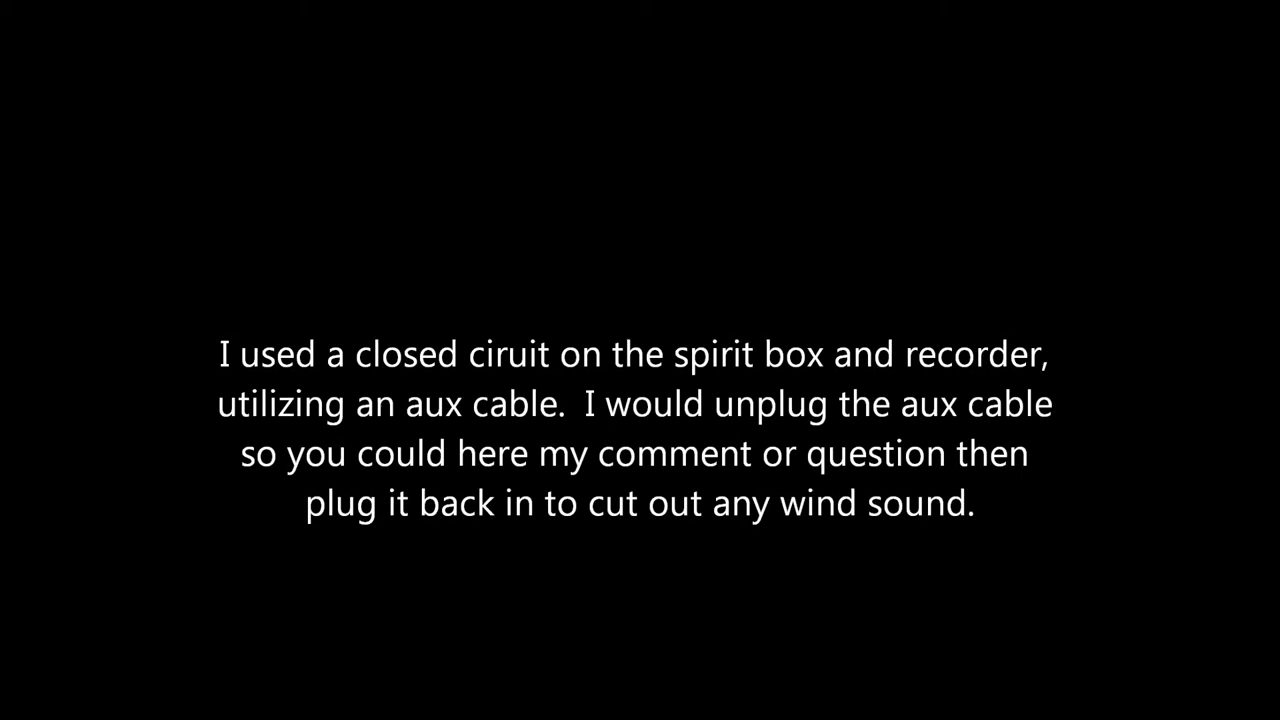 I used a closed ciruit on the spirit box and recorder,
utilizing an aux cable.  I would unplug the aux cable
so you could here my comment or question then
plug it back in to cut out any wind sound.